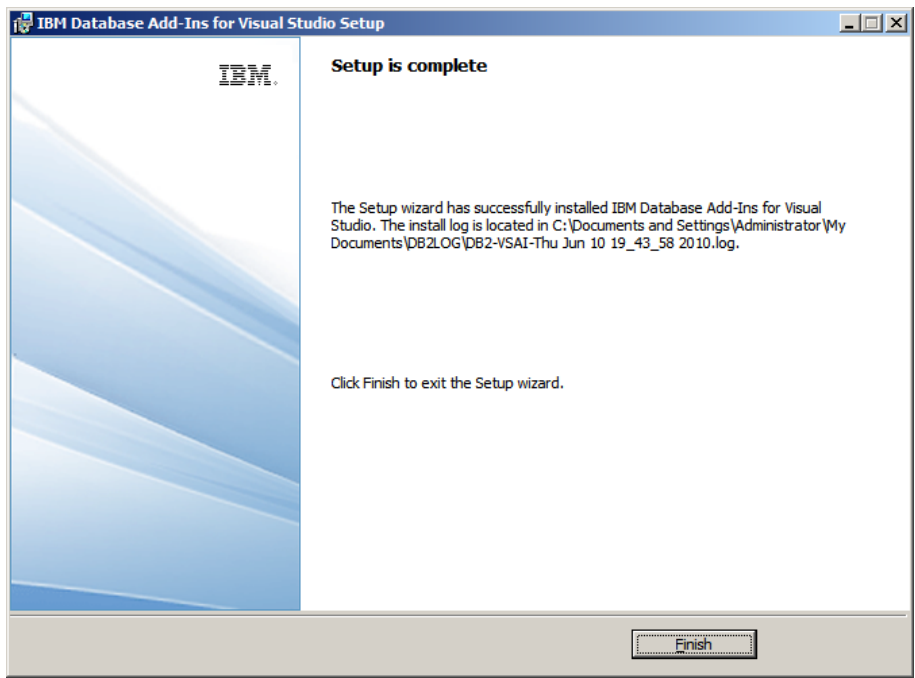 IBM Database Add-Ins for Visual Studio Setup
IBM.
Setup is complete
The Setup wizard has successfully installed IBM Database Add-Ins for Visual
Studio. The install log is located in C:\Documents and Settings\Administrator\My
Documents\DB2LOG\DB2-VSAI-Thu Jun 10 19_43_58 2010.log.
Click Finish to exit the Setup wizard.
Finish